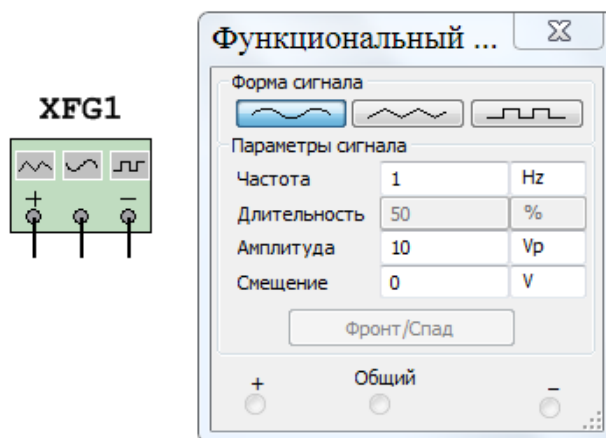 XFG1
+ −
Функциональный ...
Форма сигнала
Параметры сигнала
Частота 1 Hz
Длительность 50 %
Амплитуда 10 Vp
Смещение 0 V
Фронт/Спад
+ Общий −